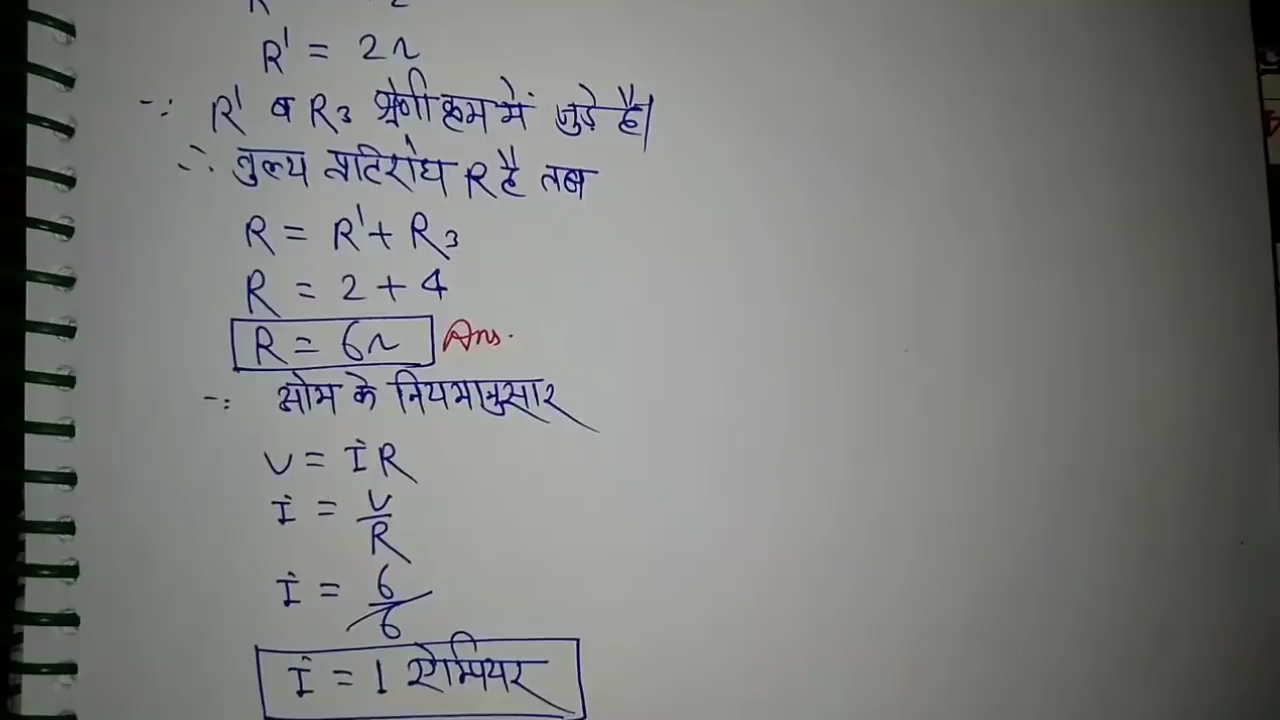 R' = 2Ω
∵ R' व R3 श्रेणीक्रम में जुड़े है।
∴ तुल्य प्रतिरोध R है तब
R = R' + R3
R = 2 + 4
R = 6Ω Ans.
∵ ओम के नियमानुसार
V = IR
I = V/R
I = 6/6
I = 1 ऐम्पियर